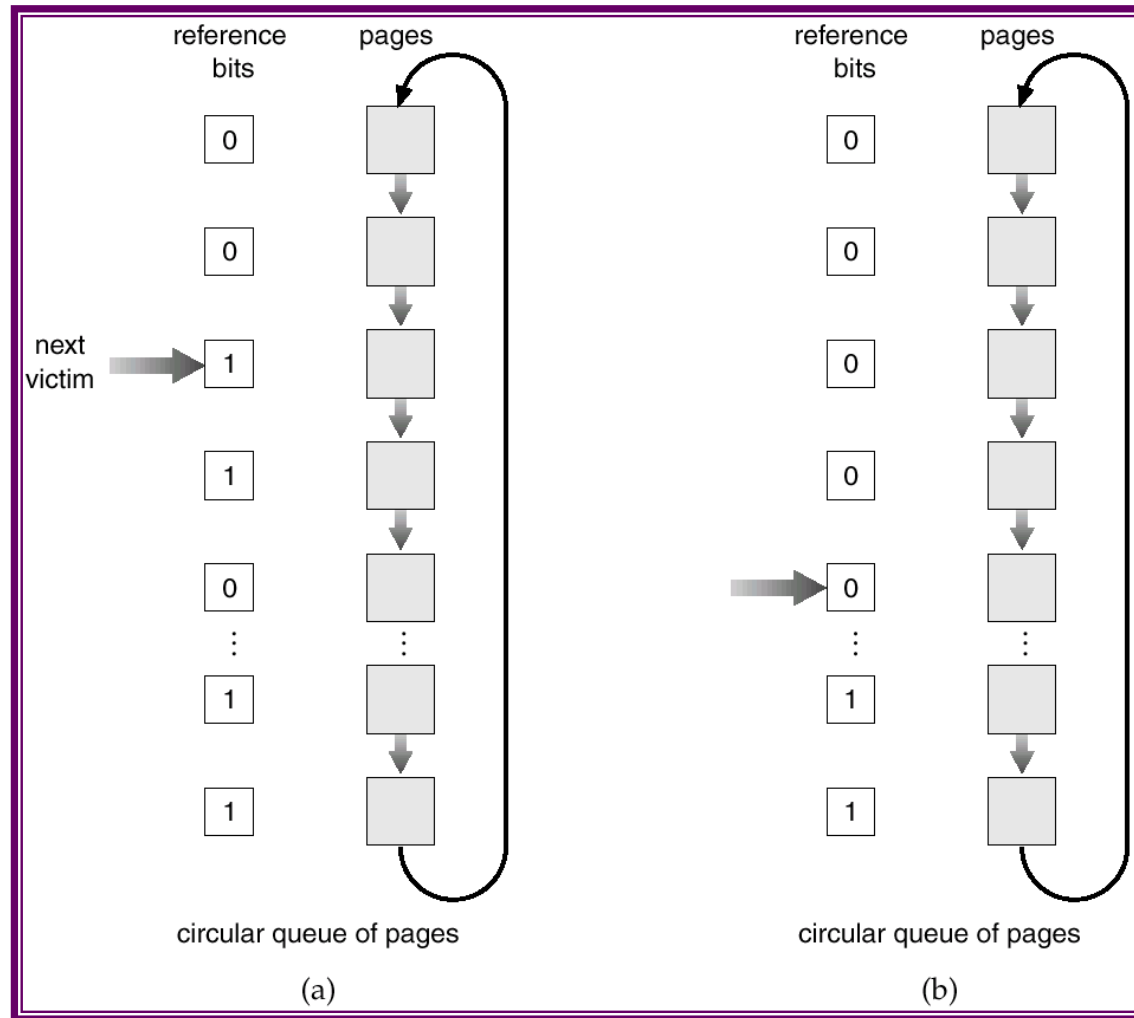 reference bits
pages
0
0
next victim
1
1
0
⋮ ⋮
1
1
circular queue of pages
(a)
reference bits
pages
0
0
0
0
0
⋮ ⋮
1
1
circular queue of pages
(b)